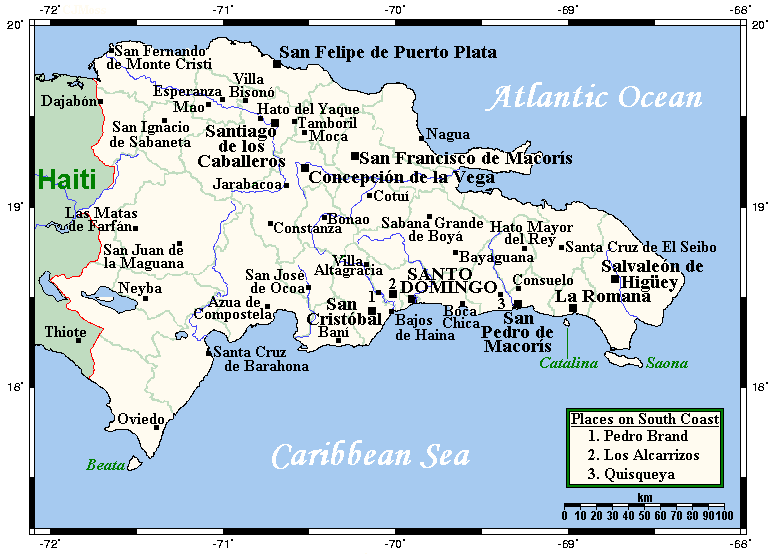 -72° -71° -70° -69° -68°
20° 20°
San Fernando
de Monte Cristi
San Felipe de Puerto Plata
Villa
Bisonó
Esperanza
Mao
Dajabón
Hato del Yaque
Tamboril
Moca
San Ignacio
de Sabaneta
Santiago
de los
Caballeros
Nagua
Atlantic Ocean
San Francisco de Macorís
Concepción de la Vega
Haiti
Jarabacoa
Cotuí
19° 19°
Las Matas
de Farfán
Constanza
Bonao
Sabana Grande
de Boyá
Hato Mayor
del Rey
Santa Cruz de El Seibo
San Juan de
la Maguana
Bayaguana
Villa
Altagracia
San Jose
de Ocoa
SANTO
DOMINGO
Consuelo
Salvaleón de
Higüey
Neyba
Azua de
Compostela
1
2
3
San
Cristóbal
Boca
Chica
La Romana
Thiote
Baní
Bajos
de Haina
San
Pedro de
Macorís
Santa Cruz
de Barahona
Catalina
Saona
18° 18°
Oviedo
Beata
Caribbean Sea
Places on South Coast
1. Pedro Brand
2. Los Alcarrizos
3. Quisqueya
km
0 10 20 30 40 50 60 70 80 90 100
-72° -71° -70° -69° -68°